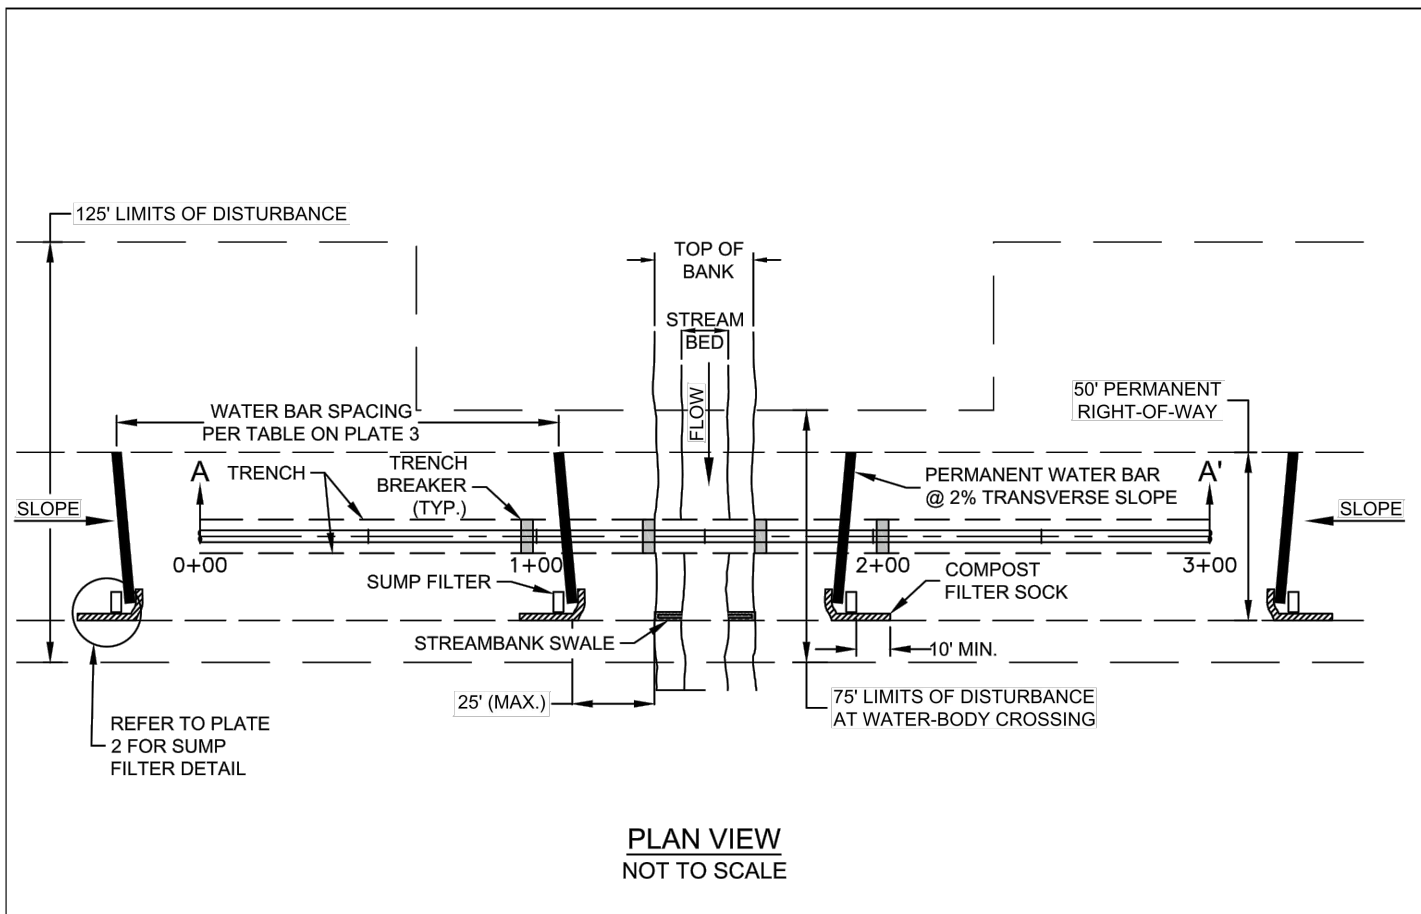 125' LIMITS OF DISTURBANCE
TOP OF
BANK
STREAM
BED
FLOW
50' PERMANENT
RIGHT-OF-WAY
WATER BAR SPACING
PER TABLE ON PLATE 3
A
TRENCH
TRENCH
BREAKER
(TYP.)
PERMANENT WATER BAR
@ 2% TRANSVERSE SLOPE
A'
SLOPE
SLOPE
0+00
1+00
2+00
3+00
SUMP FILTER
COMPOST
FILTER SOCK
STREAMBANK SWALE
10' MIN.
25' (MAX.)
75' LIMITS OF DISTURBANCE
AT WATER-BODY CROSSING
REFER TO PLATE
2 FOR SUMP
FILTER DETAIL
PLAN VIEW
NOT TO SCALE